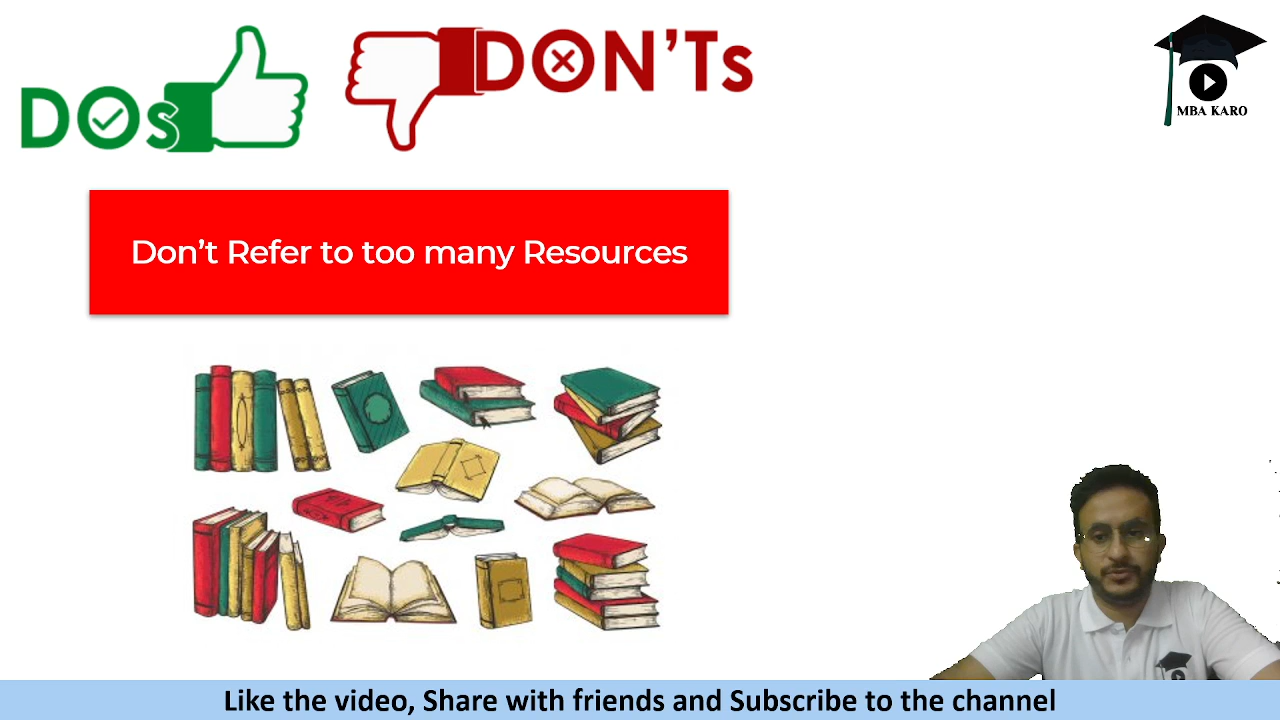 DOs
DON'Ts
MBA KARO
Don't Refer to too many Resources
Like the video, Share with friends and Subscribe to the channel